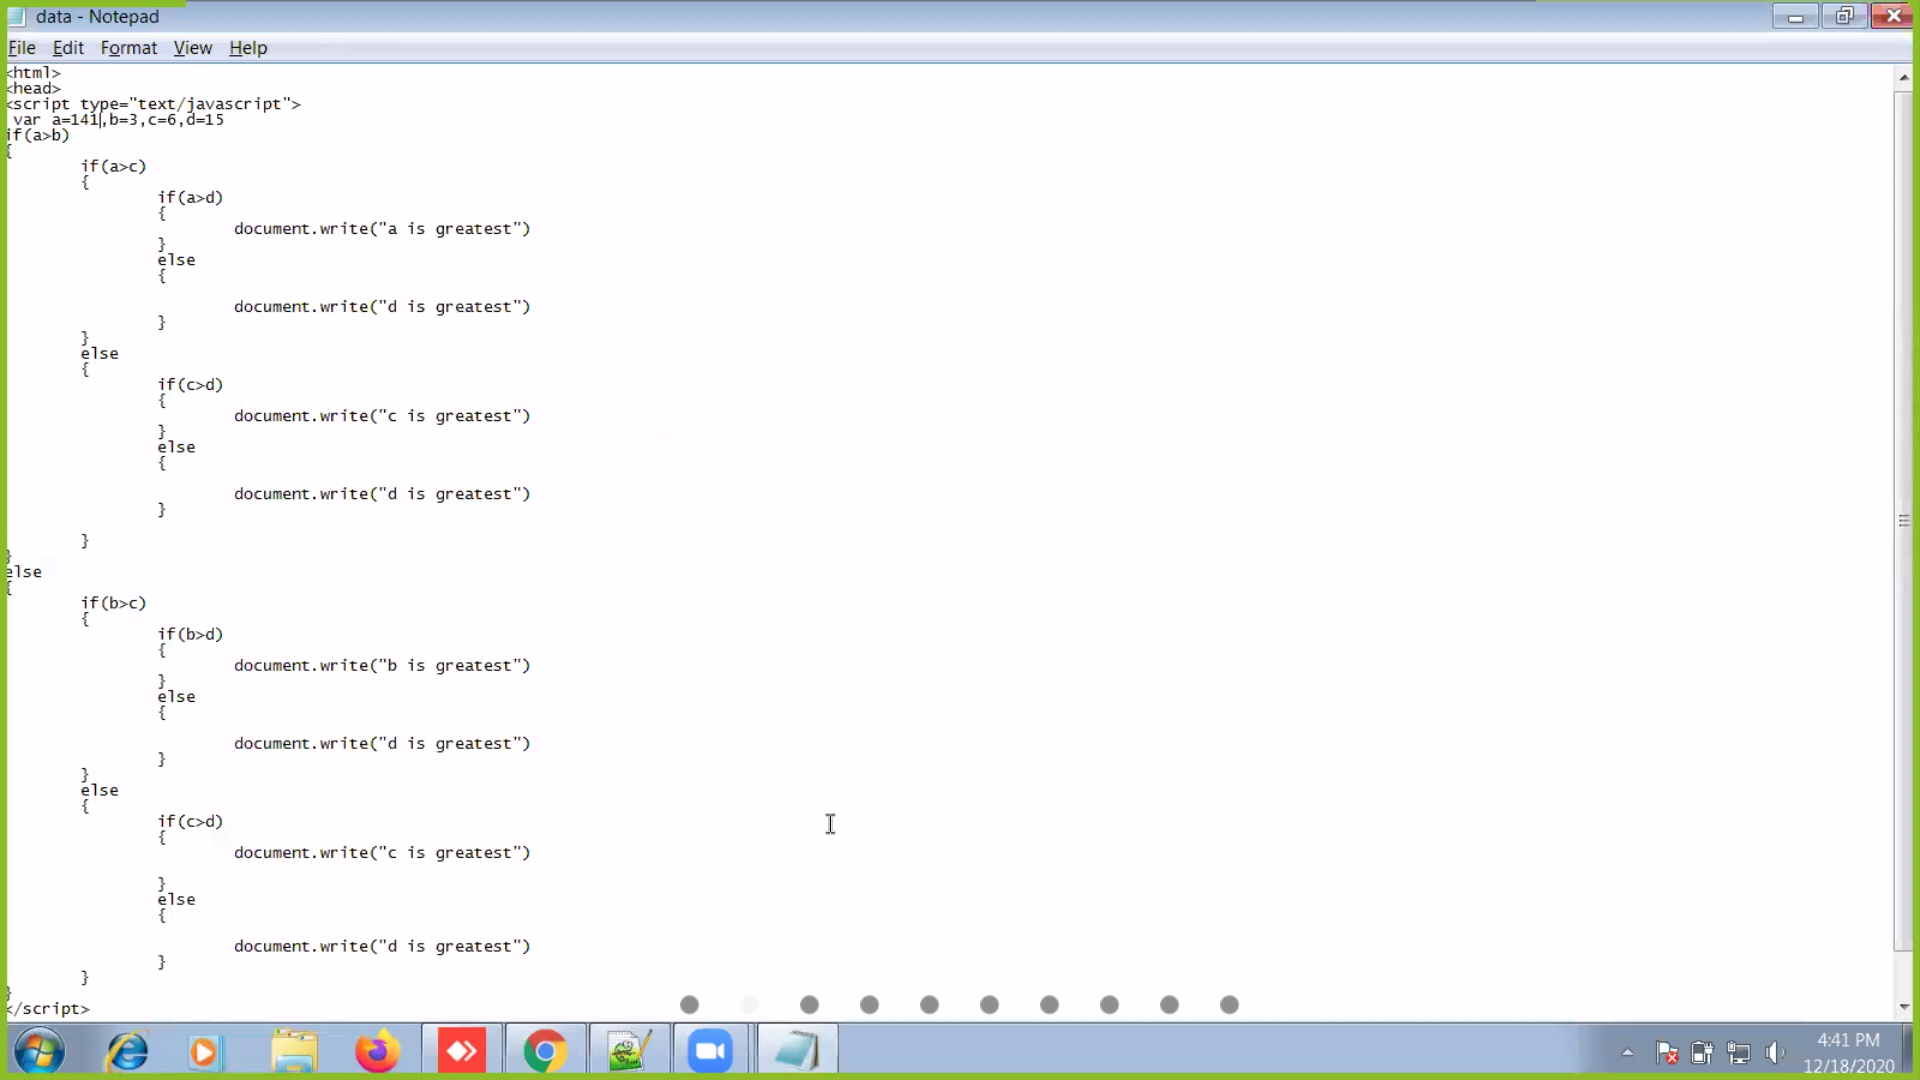 data - Notepad
File Edit Format View Help
<html>
<head>
<script type="text/javascript">
 var a=141,b=3,c=6,d=15
if(a>b)
{
	if(a>c)
	{
		if(a>d)
		{
			document.write("a is greatest")
		}
		else
		{
			document.write("d is greatest")
		}
	}
	else
	{
		if(c>d)
		{
			document.write("c is greatest")
		}
		else
		{
			document.write("d is greatest")
		}
	}
}
else
{
	if(b>c)
	{
		if(b>d)
		{
			document.write("b is greatest")
		}
		else
		{
			document.write("d is greatest")
		}
	}
	else
	{
		if(c>d)
		{
			document.write("c is greatest")
		}
		else
		{
			document.write("d is greatest")
		}
	}
}
</script>
4:41 PM
12/18/2020